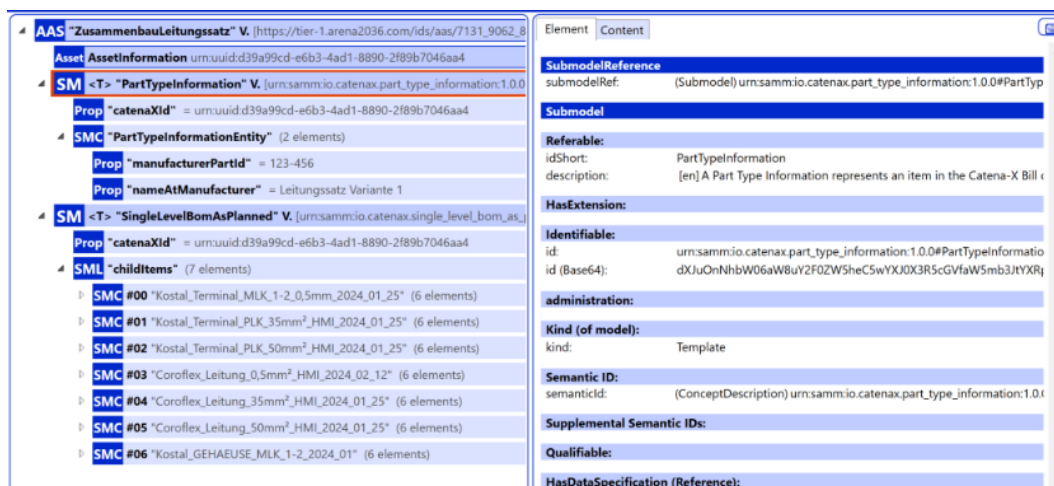 AAS "ZusammenbauLeitungssatz" V. [https://tier-1.arena2036.com/ids/aas/7131_9062_8
Asset AssetInformation urn:uuid:d39a99cd-e6b3-4ad1-8890-2f89b7046aa4
SM <T> "PartTypeInformation" V. [urn:samm:io.catenax.part_type_information:1.0.0
Prop "catenaXId" = urn:uuid:d39a99cd-e6b3-4ad1-8890-2f89b7046aa4
SMC "PartTypeInformationEntity" (2 elements)
Prop "manufacturerPartId" = 123-456
Prop "nameAtManufacturer" = Leitungssatz Variante 1
SM <T> "SingleLevelBomAsPlanned" V. [urn:samm:io.catenax.single_level_bom_as_
Prop "catenaXId" = urn:uuid:d39a99cd-e6b3-4ad1-8890-2f89b7046aa4
SML "childItems" (7 elements)
SMC #00 "Kostal_Terminal_MLK_1-2_0,5mm_2024_01_25" (6 elements)
SMC #01 "Kostal_Terminal_PLK_35mm²_HMI_2024_01_25" (6 elements)
SMC #02 "Kostal_Terminal_PLK_50mm²_HMI_2024_01_25" (6 elements)
SMC #03 "Coroflex_Leitung_0,5mm²_HMI_2024_02_12" (6 elements)
SMC #04 "Coroflex_Leitung_35mm²_HMI_2024_01_25" (6 elements)
SMC #05 "Coroflex_Leitung_50mm²_HMI_2024_01_25" (6 elements)
SMC #06 "Kostal_GEHAEUSE_MLK_1-2_2024_01" (6 elements)
Element Content
SubmodelReference
submodelRef: (Submodel) urn:samm:io.catenax.part_type_information:1.0.0#PartTyp
Submodel
Referable:
idShort: PartTypeInformation
description: [en] A Part Type Information represents an item in the Catena-X Bill
HasExtension:
Identifiable:
id: urn:samm:io.catenax.part_type_information:1.0.0#PartTypeInformatio
id (Base64): dXJuOnNhbW06aW8uY2F0ZW5heC5wYXJ0X3R5cGVfaW5mb3JtYXRp
administration:
Kind (of model):
kind: Template
Semantic ID:
semanticId: (ConceptDescription) urn:samm:io.catenax.part_type_information:1.0.
Supplemental Semantic IDs:
Qualifiable:
HasDataSpecification (Reference):